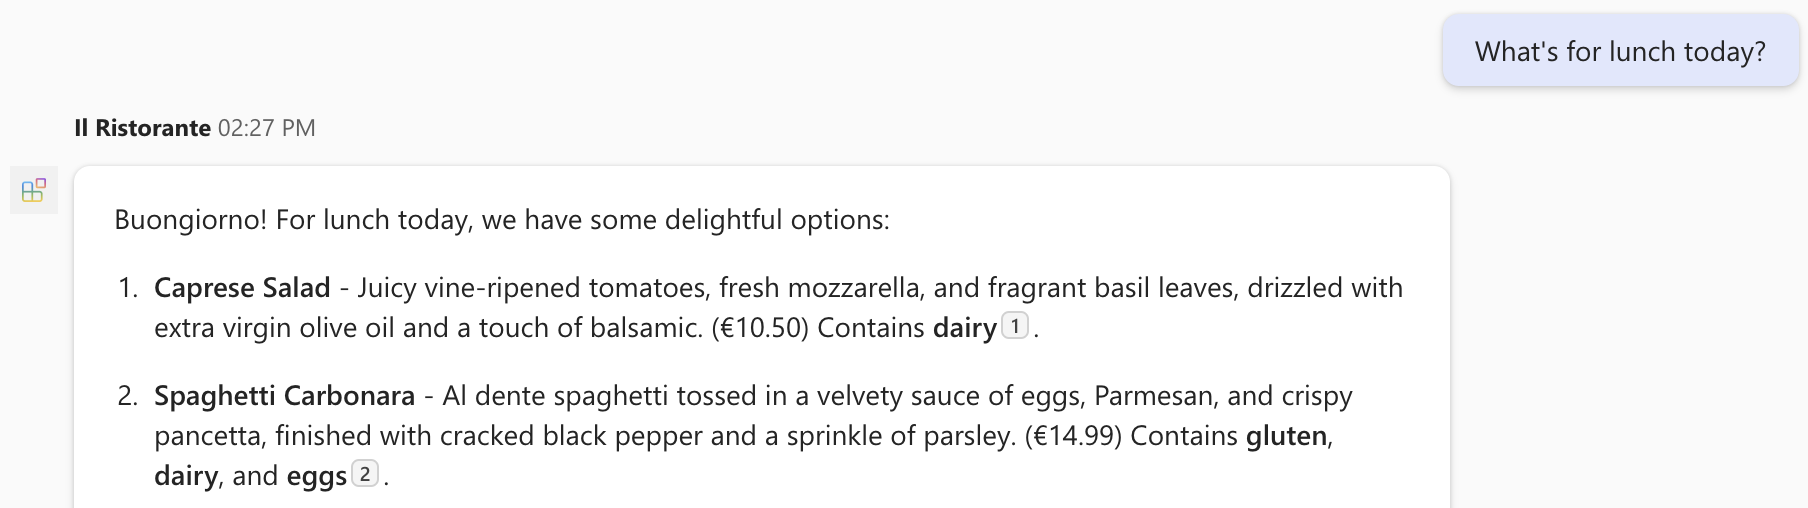 What's for lunch today?
Il Ristorante 02:27 PM
Buongiorno! For lunch today, we have some delightful options:
1. Caprese Salad - Juicy vine-ripened tomatoes, fresh mozzarella, and fragrant basil leaves, drizzled with
extra virgin olive oil and a touch of balsamic. (€10.50) Contains dairy 1 .
2. Spaghetti Carbonara - Al dente spaghetti tossed in a velvety sauce of eggs, Parmesan, and crispy
pancetta, finished with cracked black pepper and a sprinkle of parsley. (€14.99) Contains gluten,
dairy, and eggs 2 .